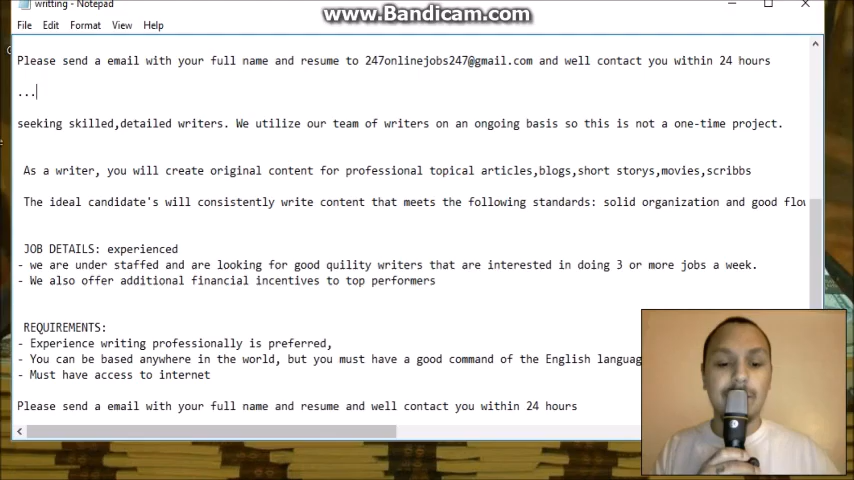 writting - Notepad
www.Bandicam.com
File Edit Format View Help
Please send a email with your full name and resume to 247onlinejobs247@gmail.com and well contact you within 24 hours
...
seeking skilled,detailed writers. We utilize our team of writers on an ongoing basis so this is not a one-time project.
As a writer, you will create original content for professional topical articles,blogs,short storys,movies,scribbs
The ideal candidate's will consistently write content that meets the following standards: solid organization and good flow
JOB DETAILS: experienced
- we are under staffed and are looking for good quility writers that are interested in doing 3 or more jobs a week.
- We also offer additional financial incentives to top performers
REQUIREMENTS:
- Experience writing professionally is preferred,
- You can be based anywhere in the world, but you must have a good command of the English languag
- Must have access to internet
Please send a email with your full name and resume and well contact you within 24 hours